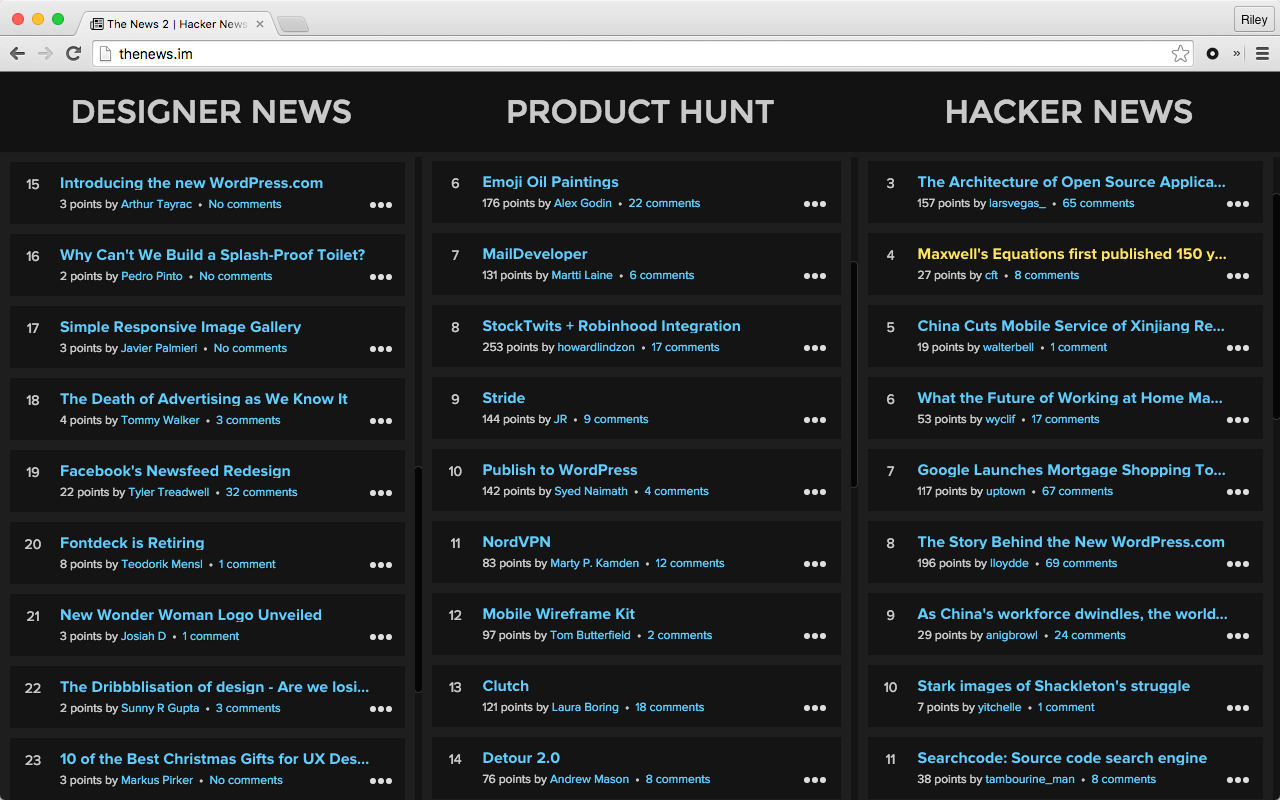 The News 2 | Hacker News
Riley
thenews.im
DESIGNER NEWS
15
Introducing the new WordPress.com
3 points by Arthur Tayrac • No comments
16
Why Can't We Build a Splash-Proof Toilet?
2 points by Pedro Pinto • No comments
17
Simple Responsive Image Gallery
3 points by Javier Palmieri • No comments
18
The Death of Advertising as We Know It
4 points by Tommy Walker • 3 comments
19
Facebook's Newsfeed Redesign
22 points by Tyler Treadwell • 32 comments
20
Fontdeck is Retiring
8 points by Teodorik Mensl • 1 comment
21
New Wonder Woman Logo Unveiled
3 points by Josiah D • 1 comment
22
The Dribbblisation of design - Are we losi...
2 points by Sunny R Gupta • 3 comments
23
10 of the Best Christmas Gifts for UX Des...
3 points by Markus Pirker • No comments
PRODUCT HUNT
6
Emoji Oil Paintings
176 points by Alex Godin • 22 comments
7
MailDeveloper
131 points by Martti Laine • 6 comments
8
StockTwits + Robinhood Integration
253 points by howardlindzon • 17 comments
9
Stride
144 points by JR • 9 comments
10
Publish to WordPress
142 points by Syed Naimath • 4 comments
11
NordVPN
83 points by Marty P. Kamden • 12 comments
12
Mobile Wireframe Kit
97 points by Tom Butterfield • 2 comments
13
Clutch
121 points by Laura Boring • 18 comments
14
Detour 2.0
76 points by Andrew Mason • 8 comments
HACKER NEWS
3
The Architecture of Open Source Applica...
157 points by larsvegas_ • 65 comments
4
Maxwell's Equations first published 150 y...
27 points by cft • 8 comments
5
China Cuts Mobile Service of Xinjiang Re...
19 points by walterbell • 1 comment
6
What the Future of Working at Home Ma...
53 points by wyclif • 17 comments
7
Google Launches Mortgage Shopping To...
117 points by uptown • 67 comments
8
The Story Behind the New WordPress.com
196 points by lloydde • 69 comments
9
As China's workforce dwindles, the world...
29 points by anigbrowl • 24 comments
10
Stark images of Shackleton's struggle
7 points by yitchelle • 1 comment
11
Searchcode: Source code search engine
38 points by tambourine_man • 8 comments